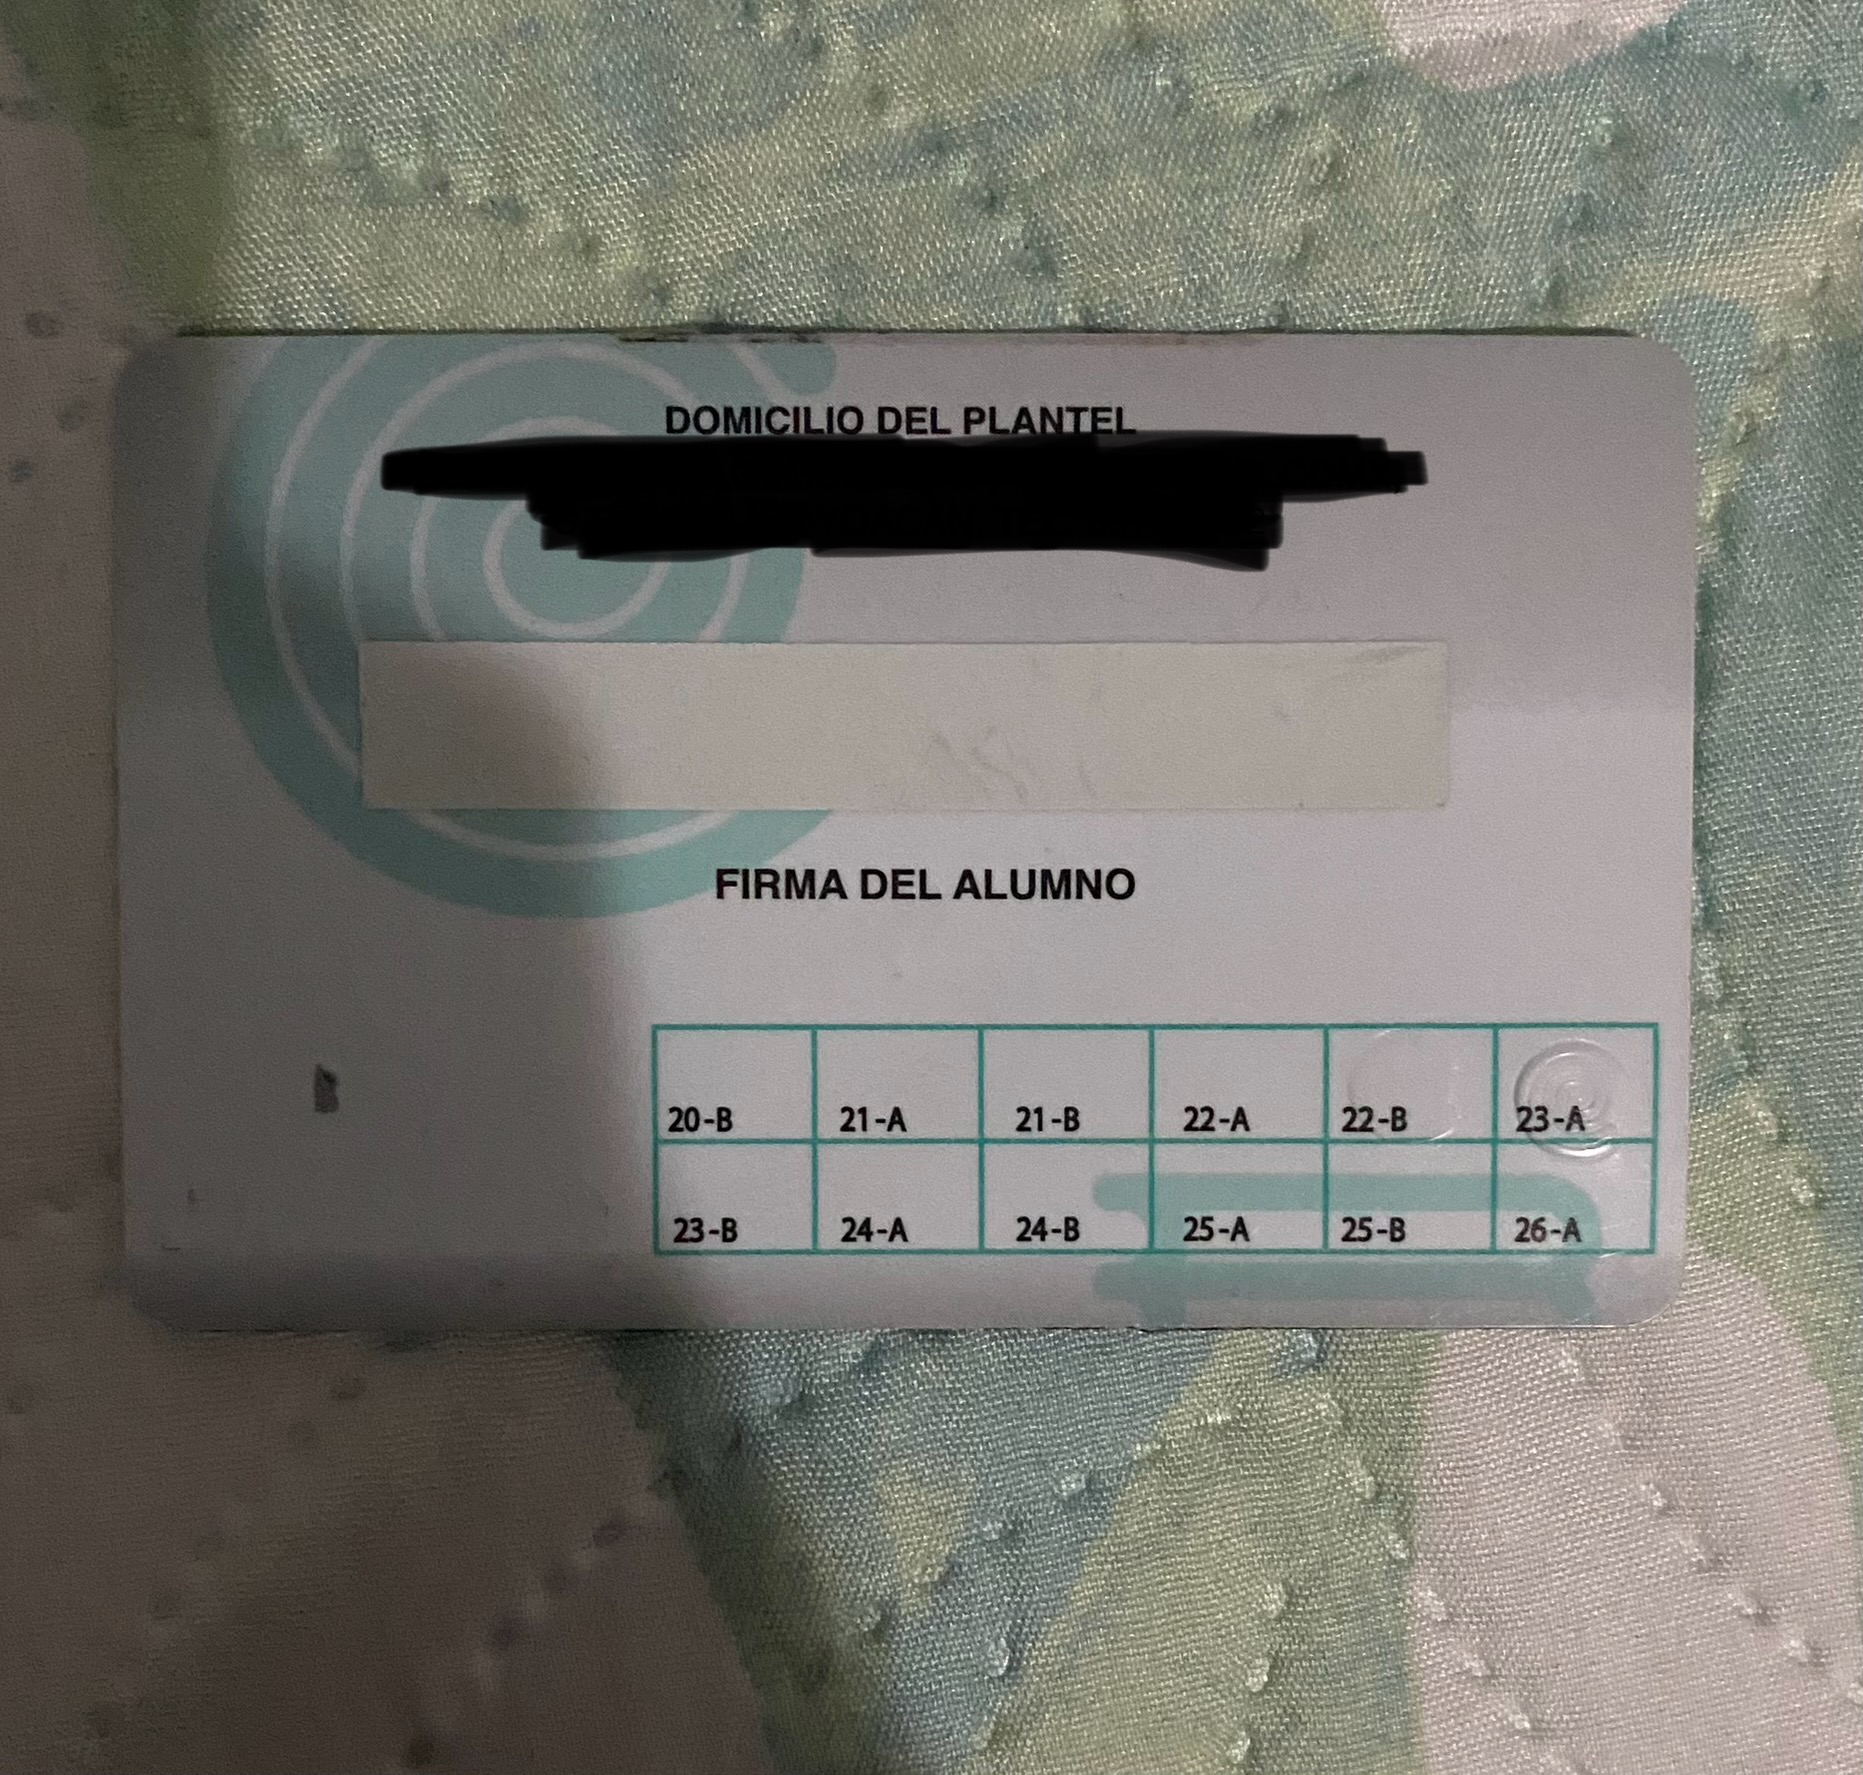 DOMICILIO DEL PLANTEL
FIRMA DEL ALUMNO
20-B 21-A 21-B 22-A 22-B 23-A
23-B 24-A 24-B 25-A 25-B 26-A